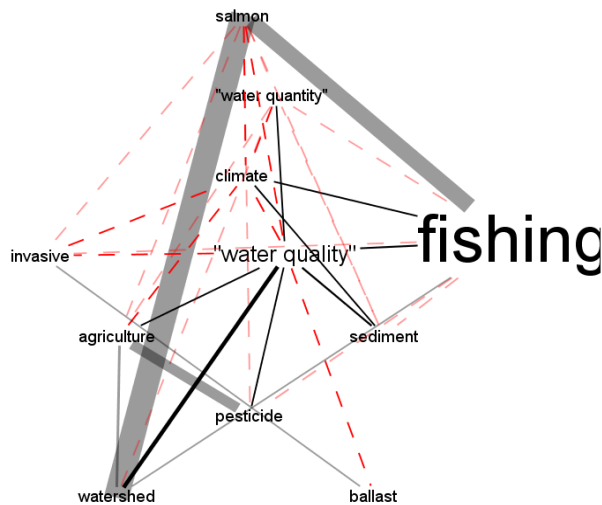 salmon
"water quantity"
climate
fishing
invasive
"water quality"
agriculture
sediment
pesticide
watershed
ballast